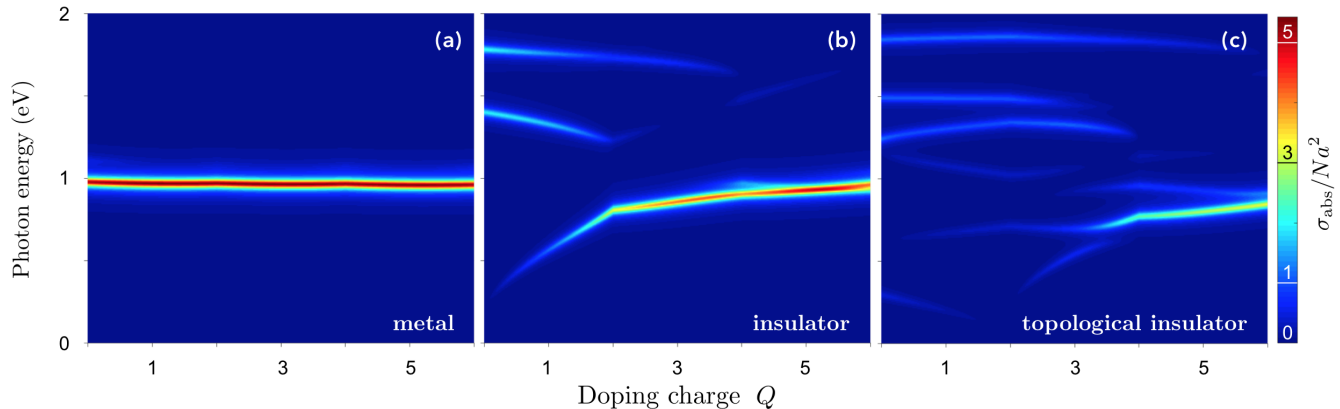 2
(a)
(b)
(c)
5
3
1
0
σabs/Na²
Photon energy (eV)
1
0
metal
insulator
topological insulator
1
3
5
1
3
5
1
3
5
Doping charge Q